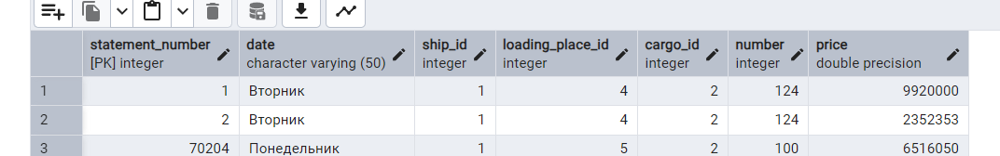 statement_number date ship_id loading_place_id cargo_id number price
[PK] integer character varying (50) integer integer integer integer double precision
1 1 Вторник 1 4 2 124 9920000
2 2 Вторник 1 4 2 124 2352353
3 70204 Понедельник 1 5 2 100 6516050